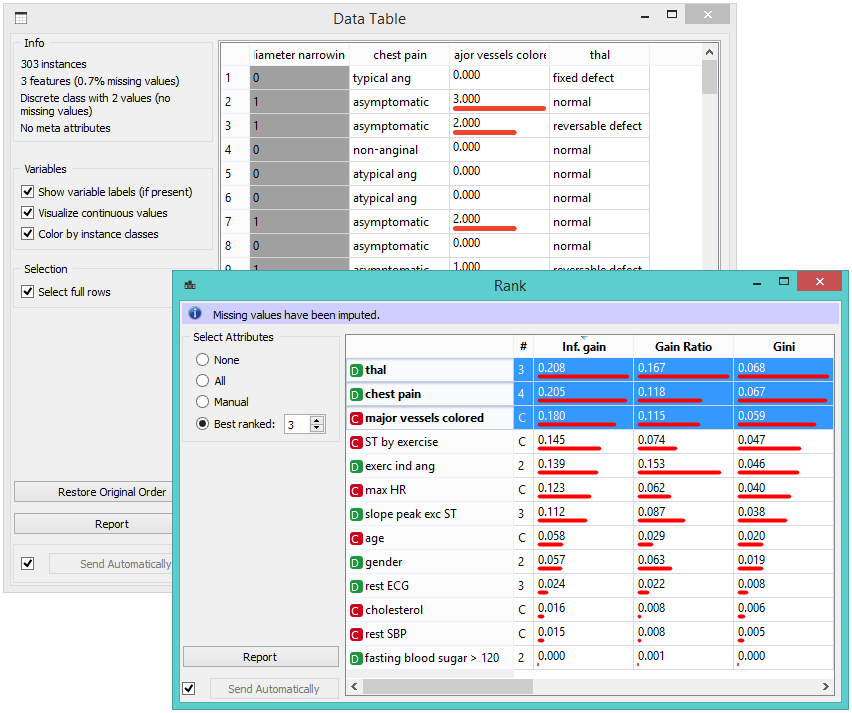 Data Table
Info
303 instances
3 features (0.7% missing values)
Discrete class with 2 values (no
missing values)
No meta attributes
Variables
Show variable labels (if present)
Visualize continuous values
Color by instance classes
Selection
Select full rows
Restore Original Order
Report
Send Automatically
iameter narrowin chest pain ajor vessels colore thal
1 0 typical ang 0.000 fixed defect
2 1 asymptomatic 3.000 normal
3 1 asymptomatic 2.000 reversable defect
4 0 non-anginal 0.000 normal
5 0 atypical ang 0.000 normal
6 0 atypical ang 0.000 normal
7 1 asymptomatic 2.000 normal
8 0 asymptomatic 0.000 normal
9 1 asymptomatic 1.000 reversable defect
Rank
Missing values have been imputed.
Select Attributes
None
All
Manual
Best ranked: 3
Report
Send Automatically
# Inf. gain Gain Ratio Gini
D thal 3 0.208 0.167 0.068
D chest pain 4 0.205 0.118 0.067
C major vessels colored C 0.180 0.115 0.059
C ST by exercise C 0.145 0.074 0.047
D exerc ind ang 2 0.139 0.153 0.046
C max HR C 0.123 0.062 0.040
D slope peak exc ST 3 0.112 0.087 0.038
C age C 0.058 0.029 0.020
D gender 2 0.057 0.063 0.019
D rest ECG 3 0.024 0.022 0.008
C cholesterol C 0.016 0.008 0.006
C rest SBP C 0.015 0.008 0.005
D fasting blood sugar > 120 2 0.000 0.001 0.000